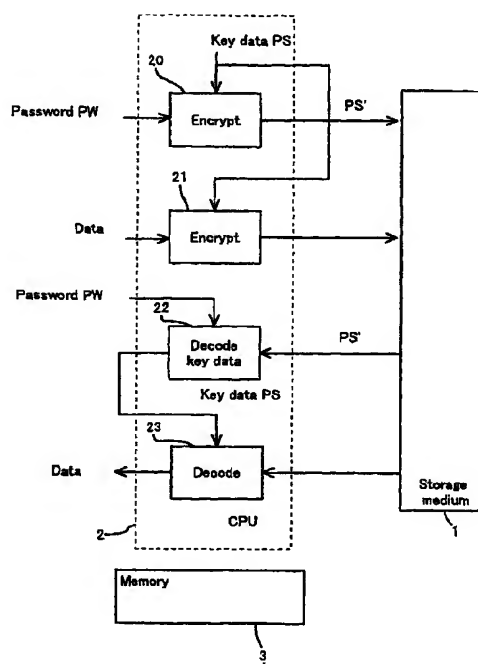 Key data PS
20
Password PW
Encrypt
PS'
21
Data
Encrypt
Password PW
22
Decode
key data
PS'
Key data PS
23
Data
Decode
Storage
medium
CPU
2
1
Memory
3